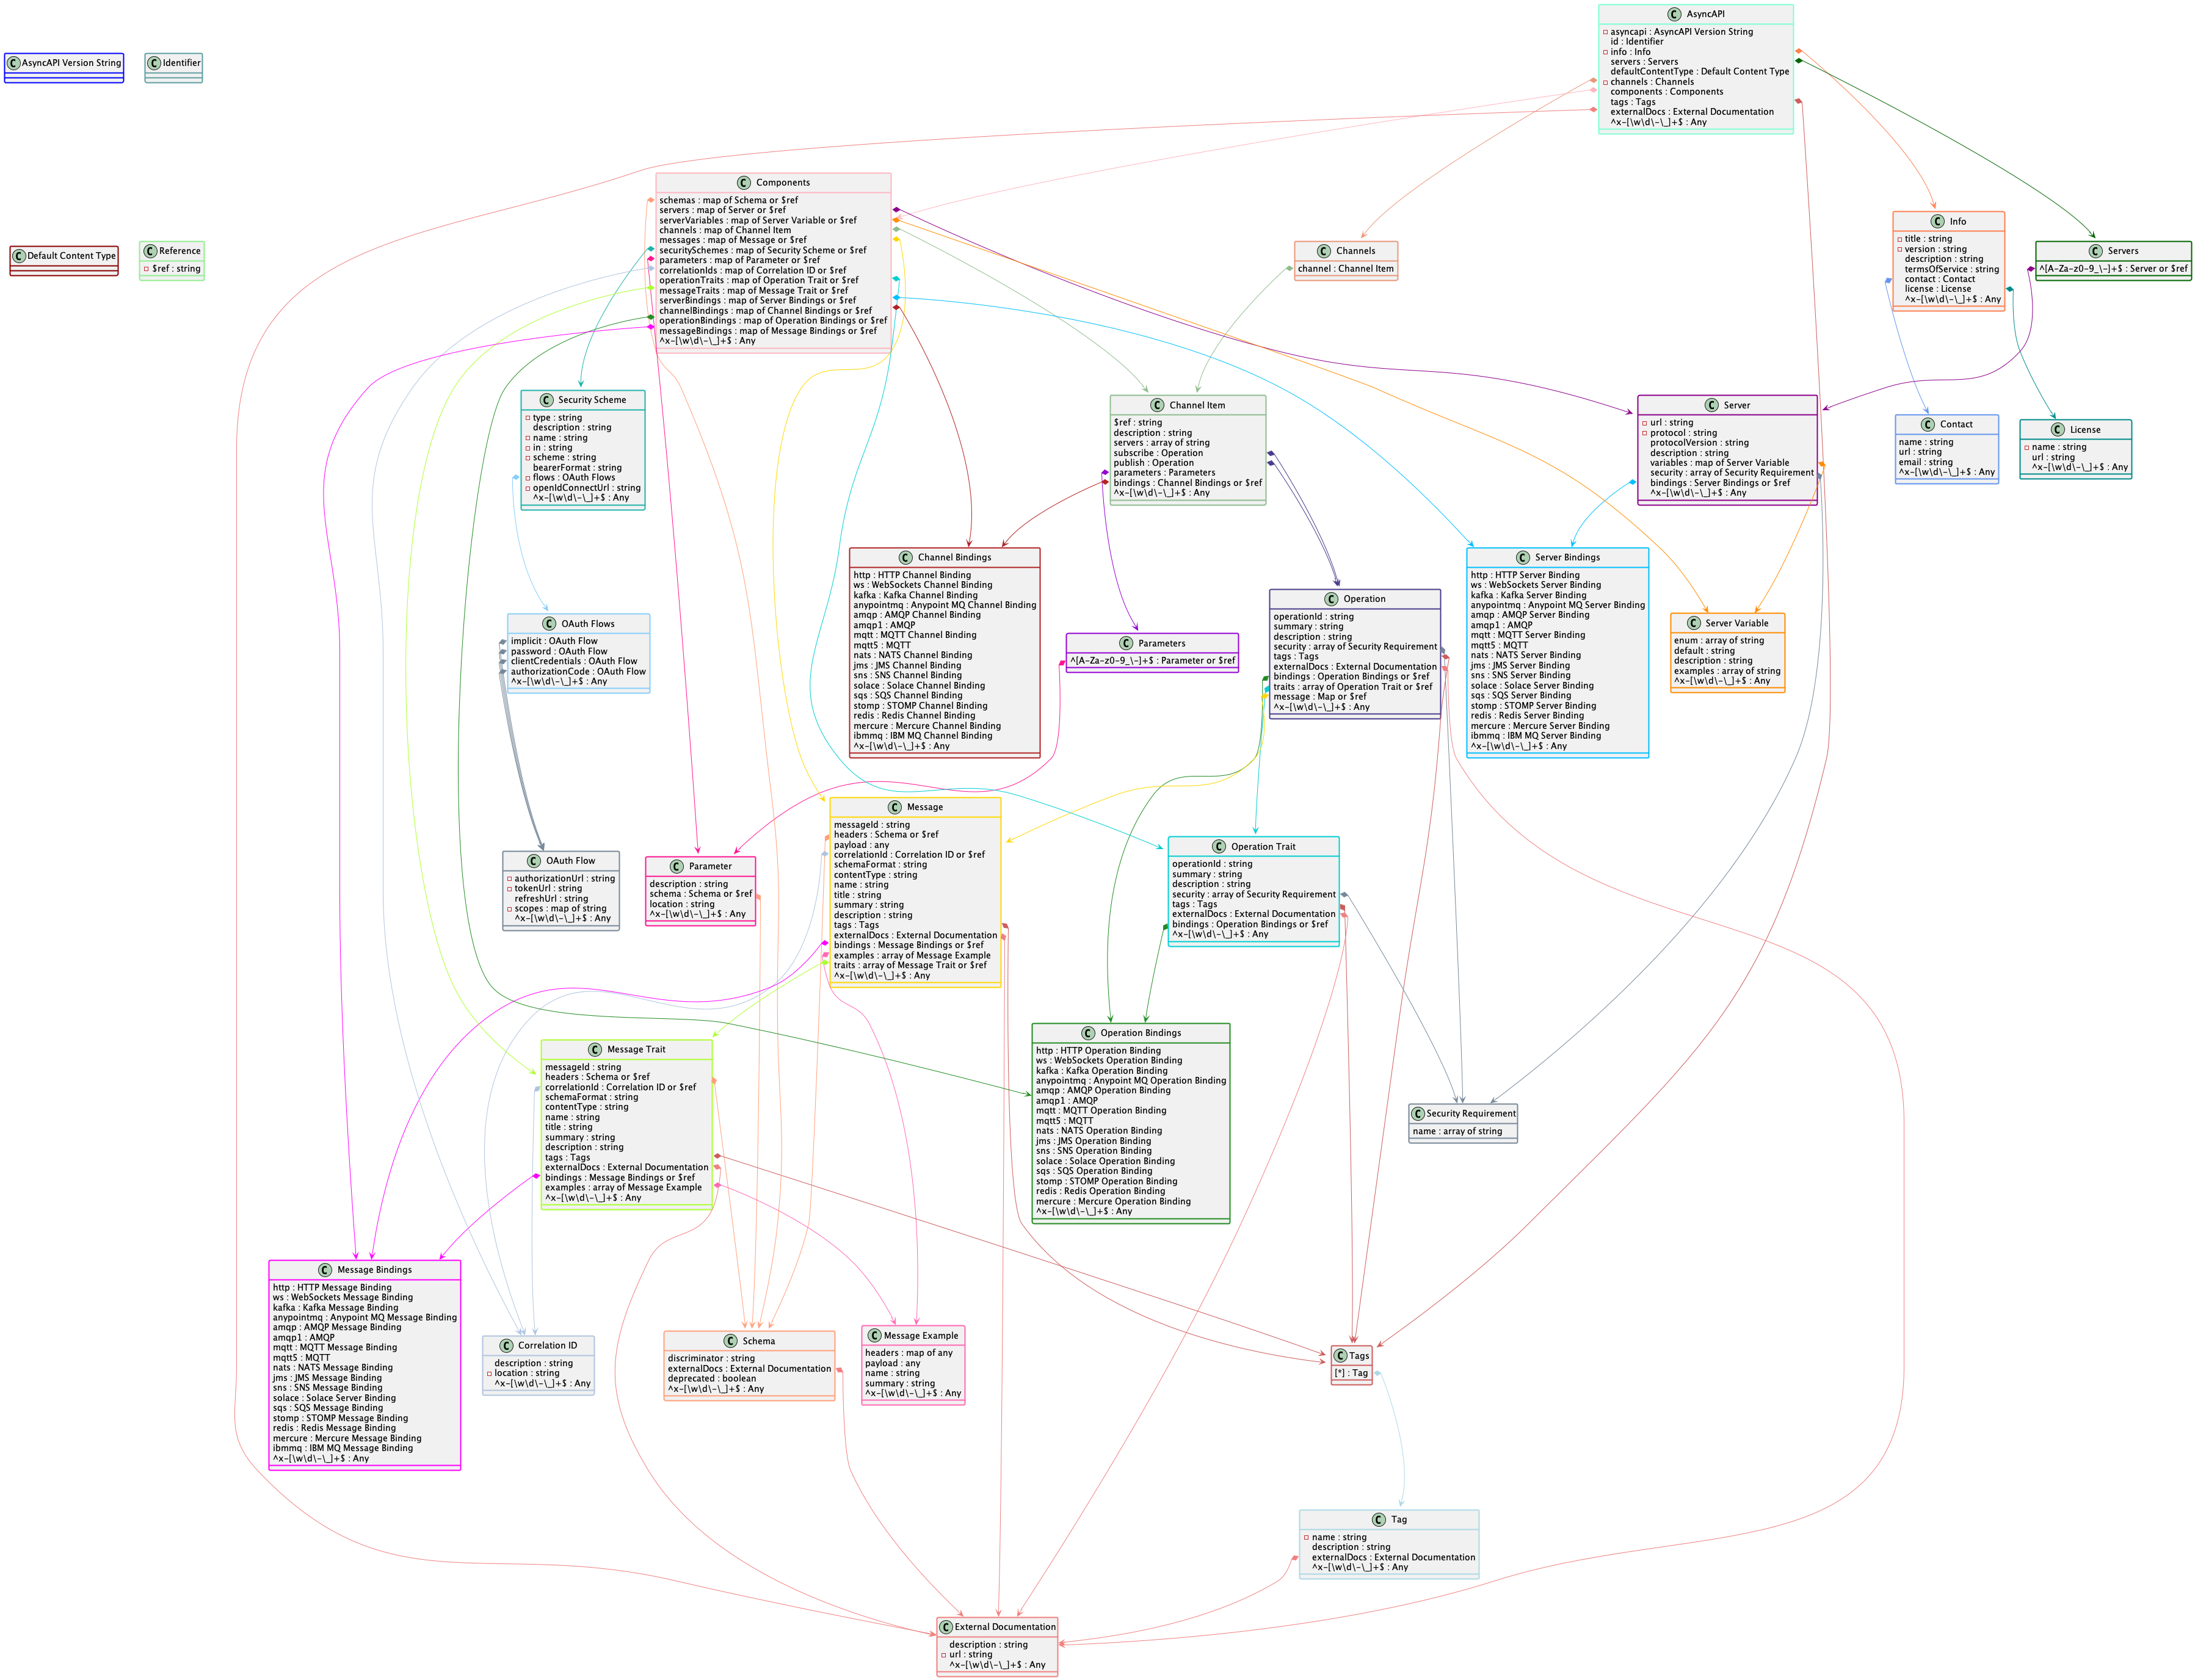 AsyncAPI
asyncapi : AsyncAPI Version String
id : Identifier
info : Info
servers : Servers
defaultContentType : Default Content Type
channels : Channels
components : Components
tags : Tags
externalDocs : External Documentation
^x-[\w\d\-\_]+$ : Any
AsyncAPI Version String
Identifier
Components
schemas : map of Schema or $ref
servers : map of Server or $ref
serverVariables : map of Server Variable or $ref
channels : map of Channel Item
messages : map of Message or $ref
securitySchemes : map of Security Scheme or $ref
parameters : map of Parameter or $ref
correlationIds : map of Correlation ID or $ref
operationTraits : map of Operation Trait or $ref
messageTraits : map of Message Trait or $ref
serverBindings : map of Server Bindings or $ref
channelBindings : map of Channel Bindings or $ref
operationBindings : map of Operation Bindings or $ref
messageBindings : map of Message Bindings or $ref
^x-[\w\d\-\_]+$ : Any
Default Content Type
Reference
$ref : string
Channels
channel : Channel Item
Info
title : string
version : string
description : string
termsOfService : string
contact : Contact
license : License
^x-[\w\d\-\_]+$ : Any
Servers
^[A-Za-z0-9_\-]+$ : Server or $ref
Security Scheme
type : string
description : string
name : string
in : string
scheme : string
bearerFormat : string
flows : OAuth Flows
openIdConnectUrl : string
^x-[\w\d\-\_]+$ : Any
Channel Item
$ref : string
description : string
servers : array of string
subscribe : Operation
publish : Operation
parameters : Parameters
bindings : Channel Bindings or $ref
^x-[\w\d\-\_]+$ : Any
Server
url : string
protocol : string
protocolVersion : string
description : string
variables : map of Server Variable
security : array of Security Requirement
bindings : Server Bindings or $ref
^x-[\w\d\-\_]+$ : Any
Contact
name : string
url : string
email : string
^x-[\w\d\-\_]+$ : Any
License
name : string
url : string
^x-[\w\d\-\_]+$ : Any
OAuth Flows
implicit : OAuth Flow
password : OAuth Flow
clientCredentials : OAuth Flow
authorizationCode : OAuth Flow
^x-[\w\d\-\_]+$ : Any
Channel Bindings
http : HTTP Channel Binding
ws : WebSockets Channel Binding
kafka : Kafka Channel Binding
anypointmq : Anypoint MQ Channel Binding
amqp : AMQP Channel Binding
amqp1 : AMQP
mqtt : MQTT Channel Binding
mqtt5 : MQTT
nats : NATS Channel Binding
jms : JMS Channel Binding
sns : SNS Channel Binding
solace : Solace Channel Binding
sqs : SQS Channel Binding
stomp : STOMP Channel Binding
redis : Redis Channel Binding
mercure : Mercure Channel Binding
ibmmq : IBM MQ Channel Binding
^x-[\w\d\-\_]+$ : Any
Parameters
^[A-Za-z0-9_\-]+$ : Parameter or $ref
Operation
operationId : string
summary : string
description : string
security : array of Security Requirement
tags : Tags
externalDocs : External Documentation
bindings : Operation Bindings or $ref
traits : array of Operation Trait or $ref
message : Map or $ref
^x-[\w\d\-\_]+$ : Any
Server Bindings
http : HTTP Server Binding
ws : WebSockets Server Binding
kafka : Kafka Server Binding
anypointmq : Anypoint MQ Server Binding
amqp : AMQP Server Binding
amqp1 : AMQP
mqtt : MQTT Server Binding
mqtt5 : MQTT
nats : NATS Server Binding
jms : JMS Server Binding
sns : SNS Server Binding
solace : Solace Server Binding
sqs : SQS Server Binding
stomp : STOMP Server Binding
redis : Redis Server Binding
mercure : Mercure Server Binding
ibmmq : IBM MQ Server Binding
^x-[\w\d\-\_]+$ : Any
Server Variable
enum : array of string
default : string
description : string
examples : array of string
^x-[\w\d\-\_]+$ : Any
OAuth Flow
authorizationUrl : string
tokenUrl : string
refreshUrl : string
scopes : map of string
^x-[\w\d\-\_]+$ : Any
Parameter
description : string
schema : Schema or $ref
location : string
^x-[\w\d\-\_]+$ : Any
Message
messageId : string
headers : Schema or $ref
payload : any
correlationId : Correlation ID or $ref
schemaFormat : string
contentType : string
name : string
title : string
summary : string
description : string
tags : Tags
externalDocs : External Documentation
bindings : Message Bindings or $ref
examples : array of Message Example
traits : array of Message Trait or $ref
^x-[\w\d\-\_]+$ : Any
Operation Trait
operationId : string
summary : string
description : string
security : array of Security Requirement
tags : Tags
externalDocs : External Documentation
bindings : Operation Bindings or $ref
^x-[\w\d\-\_]+$ : Any
Message Trait
messageId : string
headers : Schema or $ref
correlationId : Correlation ID or $ref
schemaFormat : string
contentType : string
name : string
title : string
summary : string
description : string
tags : Tags
externalDocs : External Documentation
bindings : Message Bindings or $ref
examples : array of Message Example
^x-[\w\d\-\_]+$ : Any
Operation Bindings
http : HTTP Operation Binding
ws : WebSockets Operation Binding
kafka : Kafka Operation Binding
anypointmq : Anypoint MQ Operation Binding
amqp : AMQP Operation Binding
amqp1 : AMQP
mqtt : MQTT Operation Binding
mqtt5 : MQTT
nats : NATS Operation Binding
jms : JMS Operation Binding
sns : SNS Operation Binding
solace : Solace Operation Binding
sqs : SQS Operation Binding
stomp : STOMP Operation Binding
redis : Redis Operation Binding
mercure : Mercure Operation Binding
^x-[\w\d\-\_]+$ : Any
Security Requirement
name : array of string
Message Bindings
http : HTTP Message Binding
ws : WebSockets Message Binding
kafka : Kafka Message Binding
anypointmq : Anypoint MQ Message Binding
amqp : AMQP Message Binding
amqp1 : AMQP
mqtt : MQTT Message Binding
mqtt5 : MQTT
nats : NATS Message Binding
jms : JMS Message Binding
sns : SNS Message Binding
solace : Solace Server Binding
sqs : SQS Message Binding
stomp : STOMP Message Binding
redis : Redis Message Binding
mercure : Mercure Message Binding
ibmmq : IBM MQ Message Binding
^x-[\w\d\-\_]+$ : Any
Correlation ID
description : string
location : string
^x-[\w\d\-\_]+$ : Any
Schema
discriminator : string
externalDocs : External Documentation
deprecated : boolean
^x-[\w\d\-\_]+$ : Any
Message Example
headers : map of any
payload : any
name : string
summary : string
^x-[\w\d\-\_]+$ : Any
Tags
[*] : Tag
Tag
name : string
description : string
externalDocs : External Documentation
^x-[\w\d\-\_]+$ : Any
External Documentation
description : string
url : string
^x-[\w\d\-\_]+$ : Any